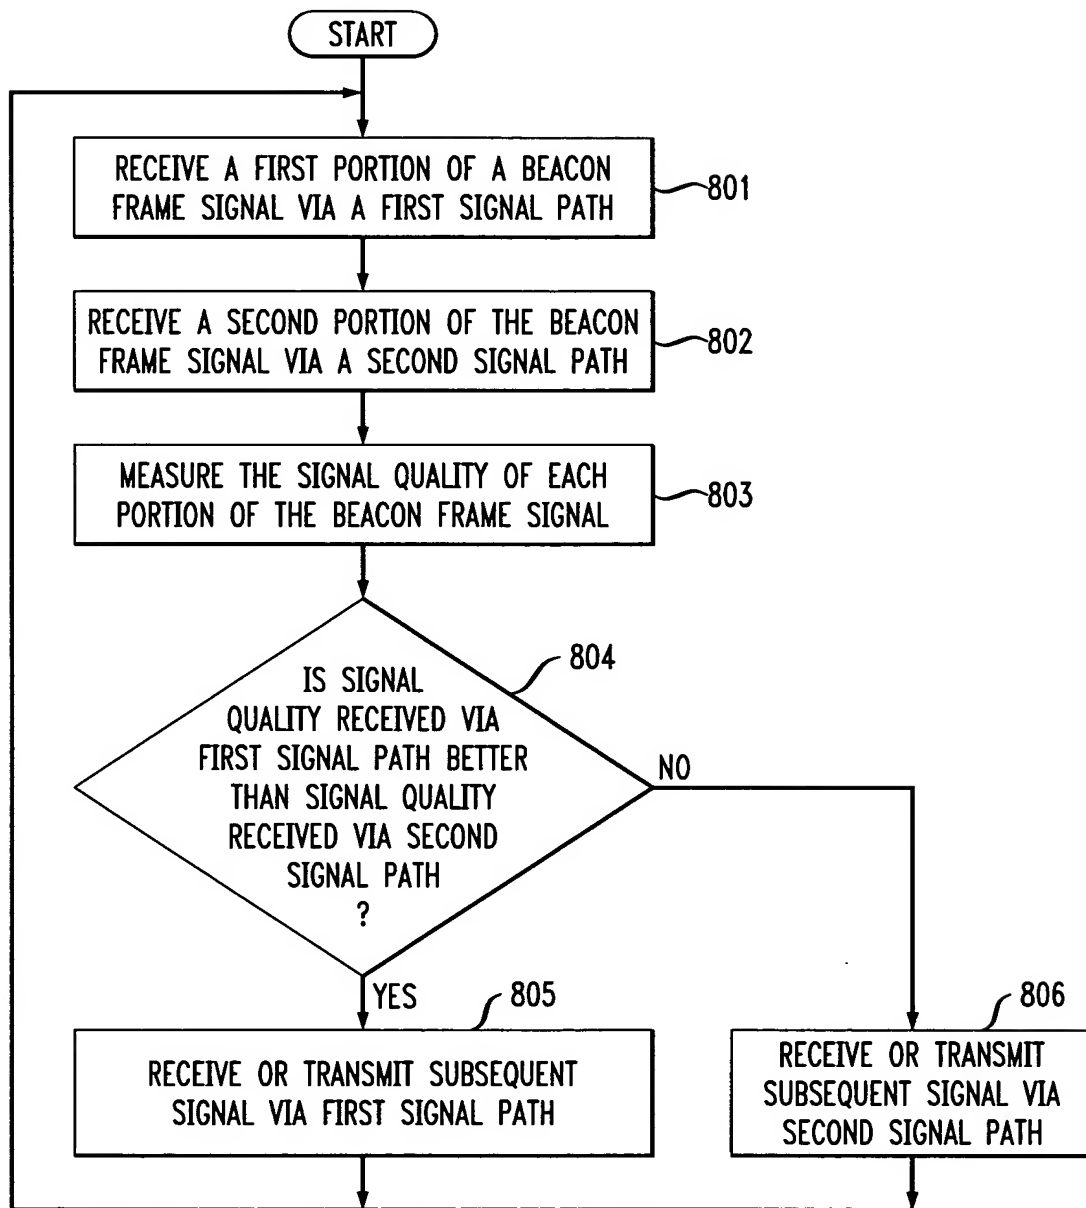 START
RECEIVE A FIRST PORTION OF A BEACON
FRAME SIGNAL VIA A FIRST SIGNAL PATH
801
RECEIVE A SECOND PORTION OF THE BEACON
FRAME SIGNAL VIA A SECOND SIGNAL PATH
802
MEASURE THE SIGNAL QUALITY OF EACH
PORTION OF THE BEACON FRAME SIGNAL
803
IS SIGNAL
QUALITY RECEIVED VIA
FIRST SIGNAL PATH BETTER
THAN SIGNAL QUALITY
RECEIVED VIA SECOND
SIGNAL PATH
?
804
NO
YES
805
RECEIVE OR TRANSMIT SUBSEQUENT
SIGNAL VIA FIRST SIGNAL PATH
806
RECEIVE OR TRANSMIT
SUBSEQUENT SIGNAL VIA
SECOND SIGNAL PATH